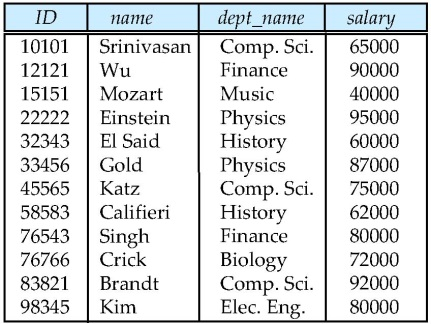 ID name dept_name salary
10101 Srinivasan Comp. Sci. 65000
12121 Wu Finance 90000
15151 Mozart Music 40000
22222 Einstein Physics 95000
32343 El Said History 60000
33456 Gold Physics 87000
45565 Katz Comp. Sci. 75000
58583 Califieri History 62000
76543 Singh Finance 80000
76766 Crick Biology 72000
83821 Brandt Comp. Sci. 92000
98345 Kim Elec. Eng. 80000